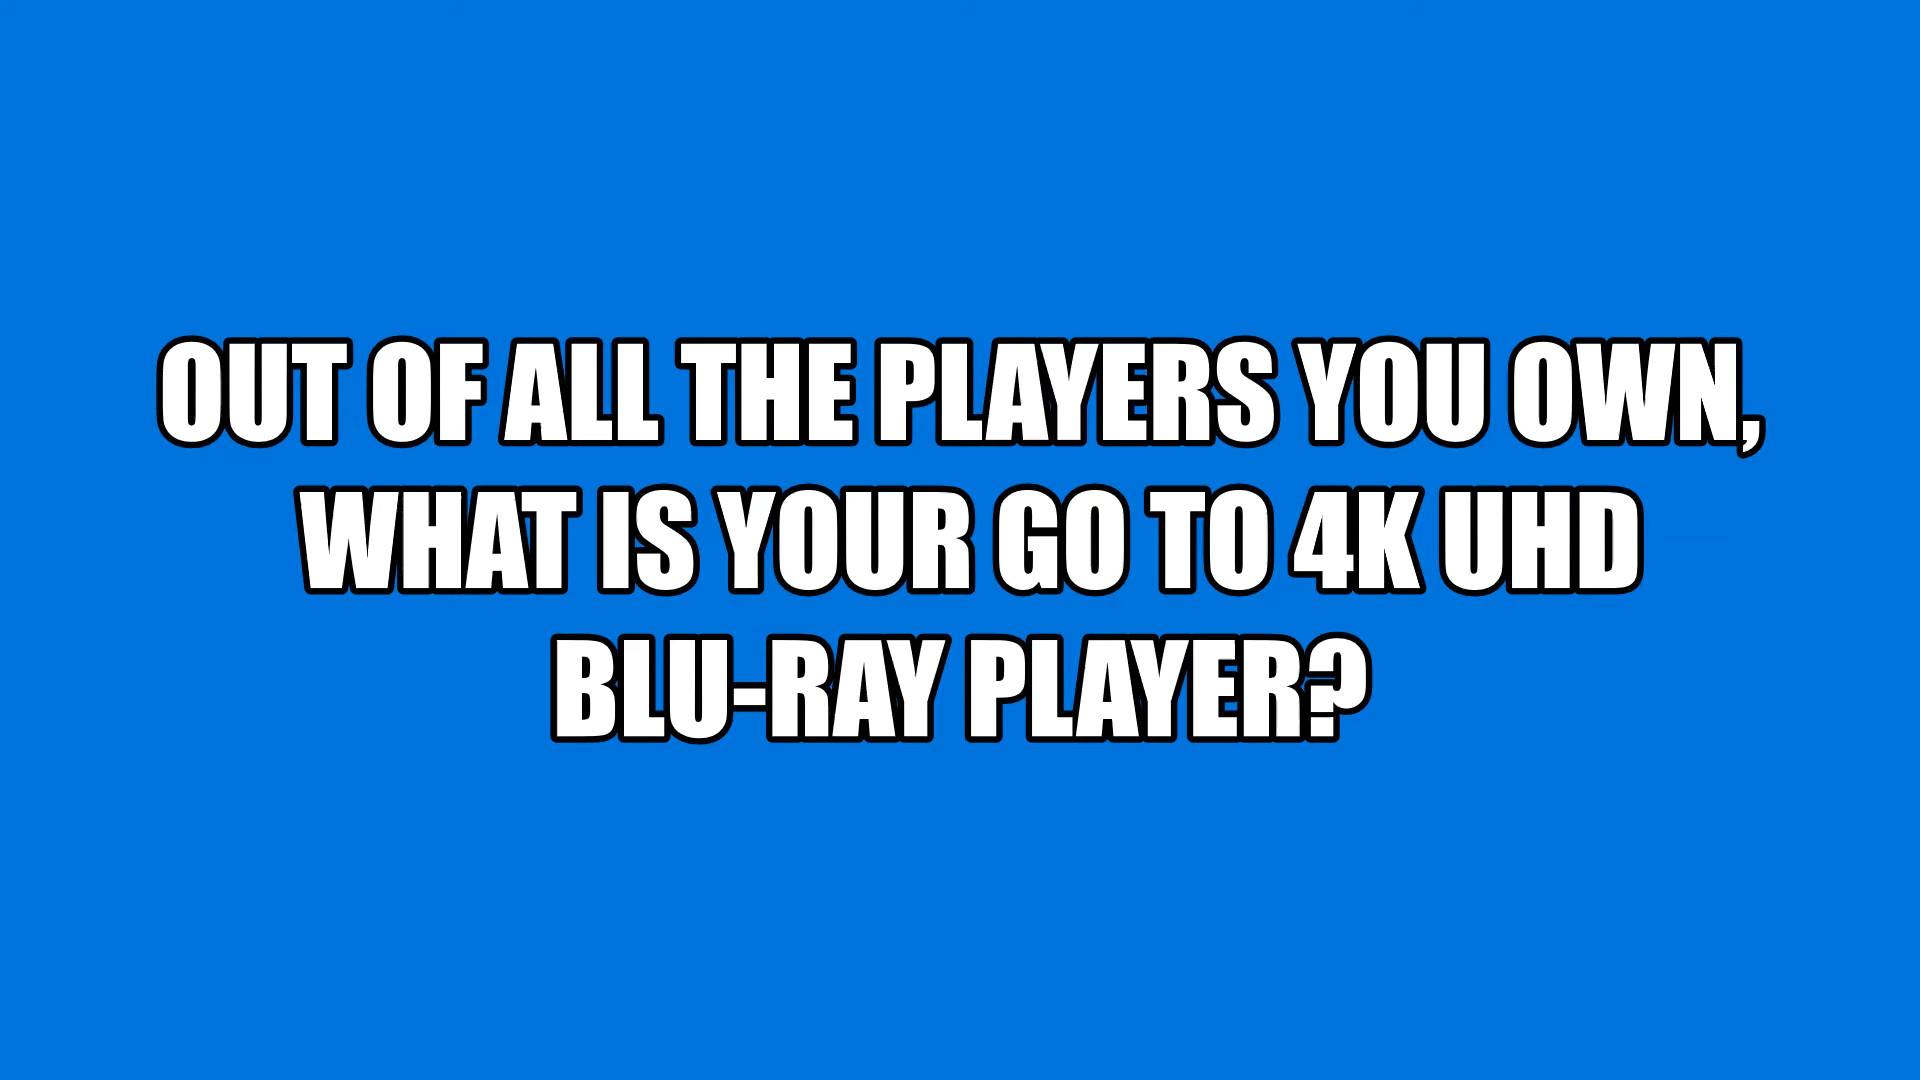 OUT OF ALL THE PLAYERS YOU OWN,
WHAT IS YOUR GO TO 4K UHD
BLU-RAY PLAYER?